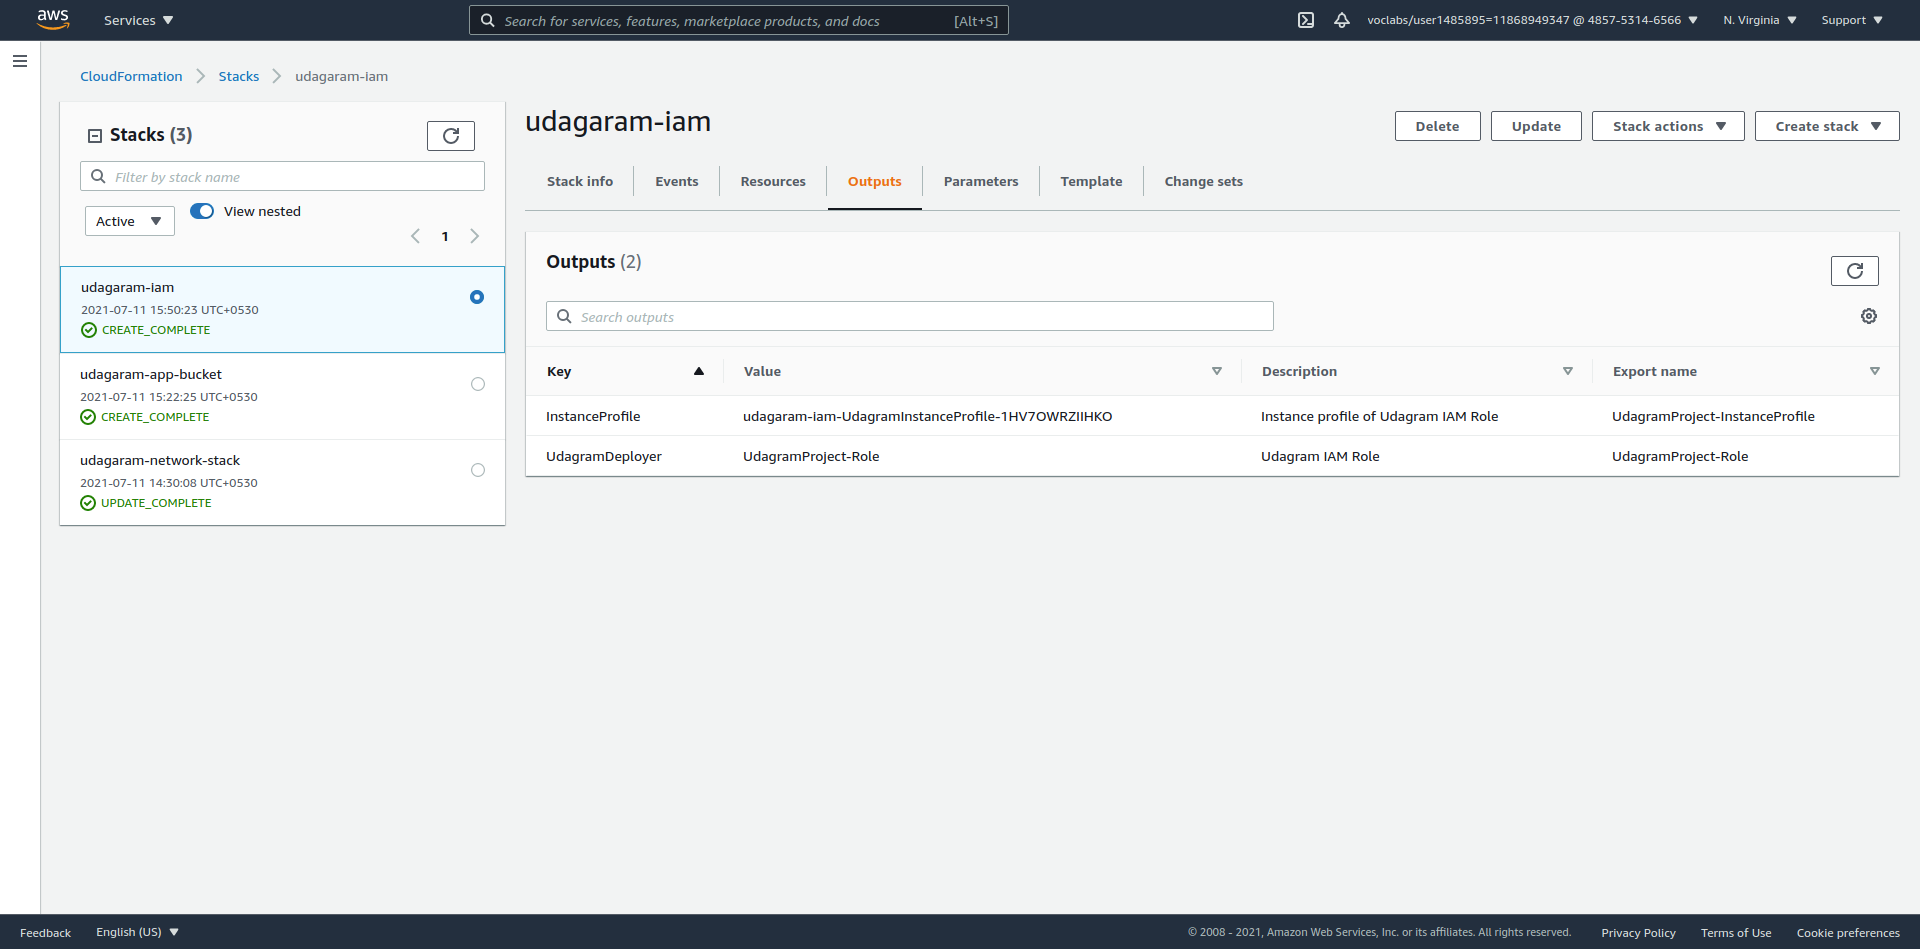 aws Services Search for services, features, marketplace products, and docs [Alt+S] voclabs/user1485895=11868949347 @ 4857-5314-6566 N. Virginia Support
CloudFormation Stacks udagaram-iam
Stacks (3)
Filter by stack name
Active View nested
1
udagaram-iam
2021-07-11 15:50:23 UTC+0530
CREATE_COMPLETE
udagaram-app-bucket
2021-07-11 15:22:25 UTC+0530
CREATE_COMPLETE
udagaram-network-stack
2021-07-11 14:30:08 UTC+0530
UPDATE_COMPLETE
udagaram-iam
Delete Update Stack actions Create stack
Stack info Events Resources Outputs Parameters Template Change sets
Outputs (2)
Search outputs
Key Value Description Export name
InstanceProfile udagaram-iam-UdagramInstanceProfile-1HV7OWRZIIHKO Instance profile of Udagram IAM Role UdagramProject-InstanceProfile
UdagramDeployer UdagramProject-Role Udagram IAM Role UdagramProject-Role
Feedback English (US) © 2008 - 2021, Amazon Web Services, Inc. or its affiliates. All rights reserved. Privacy Policy Terms of Use Cookie preferences